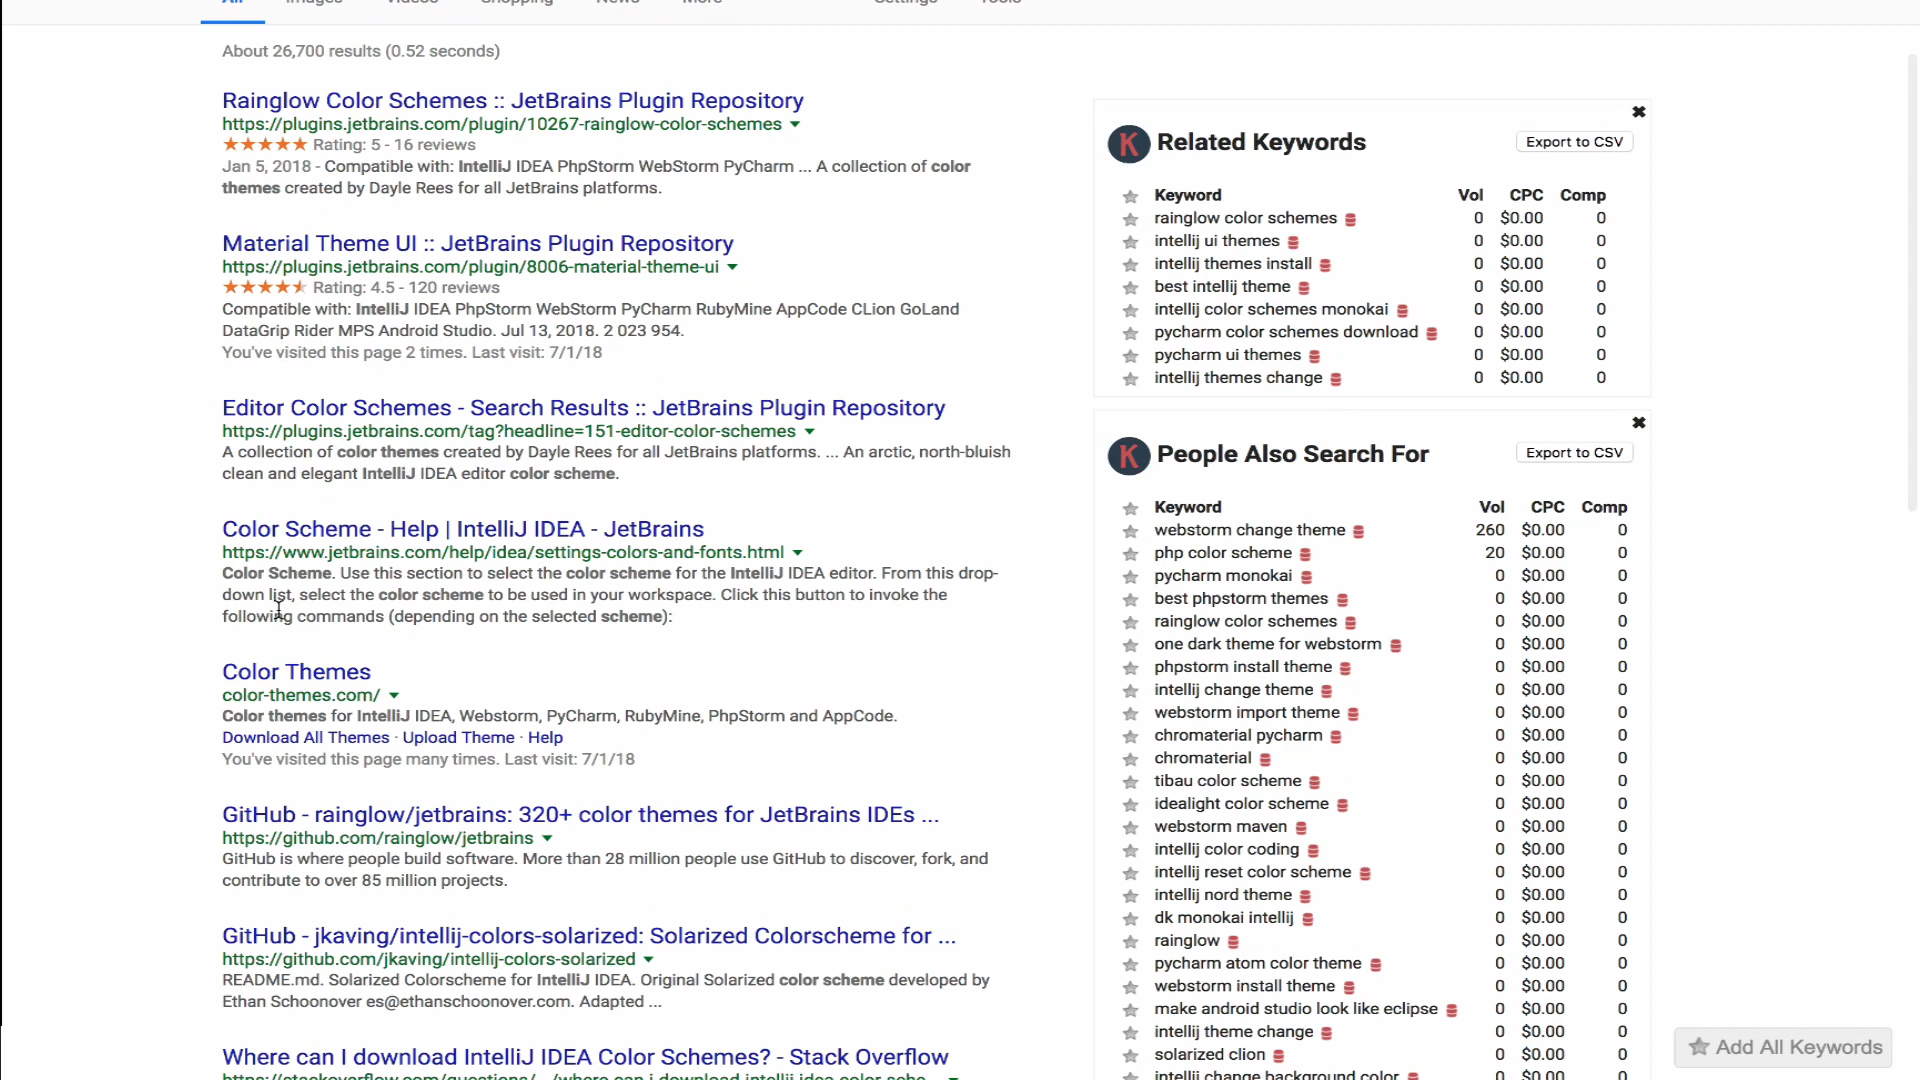 All Images Videos Shopping News More Settings Tools
About 26,700 results (0.52 seconds)
Rainglow Color Schemes :: JetBrains Plugin Repository
https://plugins.jetbrains.com/plugin/10267-rainglow-color-schemes
Rating: 5 - 16 reviews
Jan 5, 2018 - Compatible with: IntelliJ IDEA PhpStorm WebStorm PyCharm ... A collection of color
themes created by Dayle Rees for all JetBrains platforms.
Material Theme UI :: JetBrains Plugin Repository
https://plugins.jetbrains.com/plugin/8006-material-theme-ui
Rating: 4.5 - 120 reviews
Compatible with: IntelliJ IDEA PhpStorm WebStorm PyCharm RubyMine AppCode CLion GoLand
DataGrip Rider MPS Android Studio. Jul 13, 2018. 2 023 954.
You've visited this page 2 times. Last visit: 7/1/18
Editor Color Schemes - Search Results :: JetBrains Plugin Repository
https://plugins.jetbrains.com/tag?headline=151-editor-color-schemes
A collection of color themes created by Dayle Rees for all JetBrains platforms. ... An arctic, north-bluish
clean and elegant IntelliJ IDEA editor color scheme.
Color Scheme - Help | IntelliJ IDEA - JetBrains
https://www.jetbrains.com/help/idea/settings-colors-and-fonts.html
Color Scheme. Use this section to select the color scheme for the IntelliJ IDEA editor. From this drop-
down list, select the color scheme to be used in your workspace. Click this button to invoke the
following commands (depending on the selected scheme):
Color Themes
color-themes.com/
Color themes for IntelliJ IDEA, Webstorm, PyCharm, RubyMine, PhpStorm and AppCode.
Download All Themes · Upload Theme · Help
You've visited this page many times. Last visit: 7/1/18
GitHub - rainglow/jetbrains: 320+ color themes for JetBrains IDEs ...
https://github.com/rainglow/jetbrains
GitHub is where people build software. More than 28 million people use GitHub to discover, fork, and
contribute to over 85 million projects.
GitHub - jkaving/intellij-colors-solarized: Solarized Colorscheme for ...
https://github.com/jkaving/intellij-colors-solarized
README.md. Solarized Colorscheme for IntelliJ IDEA. Original Solarized color scheme developed by
Ethan Schoonover es@ethanschoonover.com. Adapted ...
Where can I download IntelliJ IDEA Color Schemes? - Stack Overflow
https://stackoverflow.com/questions/.../where-can-i-download-intellij-idea-color-sche...
K Related Keywords Export to CSV
Keyword Vol CPC Comp
rainglow color schemes 0 $0.00 0
intellij ui themes 0 $0.00 0
intellij themes install 0 $0.00 0
best intellij theme 0 $0.00 0
intellij color schemes monokai 0 $0.00 0
pycharm color schemes download 0 $0.00 0
pycharm ui themes 0 $0.00 0
intellij themes change 0 $0.00 0
K People Also Search For Export to CSV
Keyword Vol CPC Comp
webstorm change theme 260 $0.00 0
php color scheme 20 $0.00 0
pycharm monokai 0 $0.00 0
best phpstorm themes 0 $0.00 0
rainglow color schemes 0 $0.00 0
one dark theme for webstorm 0 $0.00 0
phpstorm install theme 0 $0.00 0
intellij change theme 0 $0.00 0
webstorm import theme 0 $0.00 0
chromaterial pycharm 0 $0.00 0
chromaterial 0 $0.00 0
tibau color scheme 0 $0.00 0
idealight color scheme 0 $0.00 0
webstorm maven 0 $0.00 0
intellij color coding 0 $0.00 0
intellij reset color scheme 0 $0.00 0
intellij nord theme 0 $0.00 0
dk monokai intellij 0 $0.00 0
rainglow 0 $0.00 0
pycharm atom color theme 0 $0.00 0
webstorm install theme 0 $0.00 0
make android studio look like eclipse 0 $0.00 0
intellij theme change 0 $0.00 0
solarized clion 0 $0.00 0
intellij change background color 0 $0.00 0
Add All Keywords